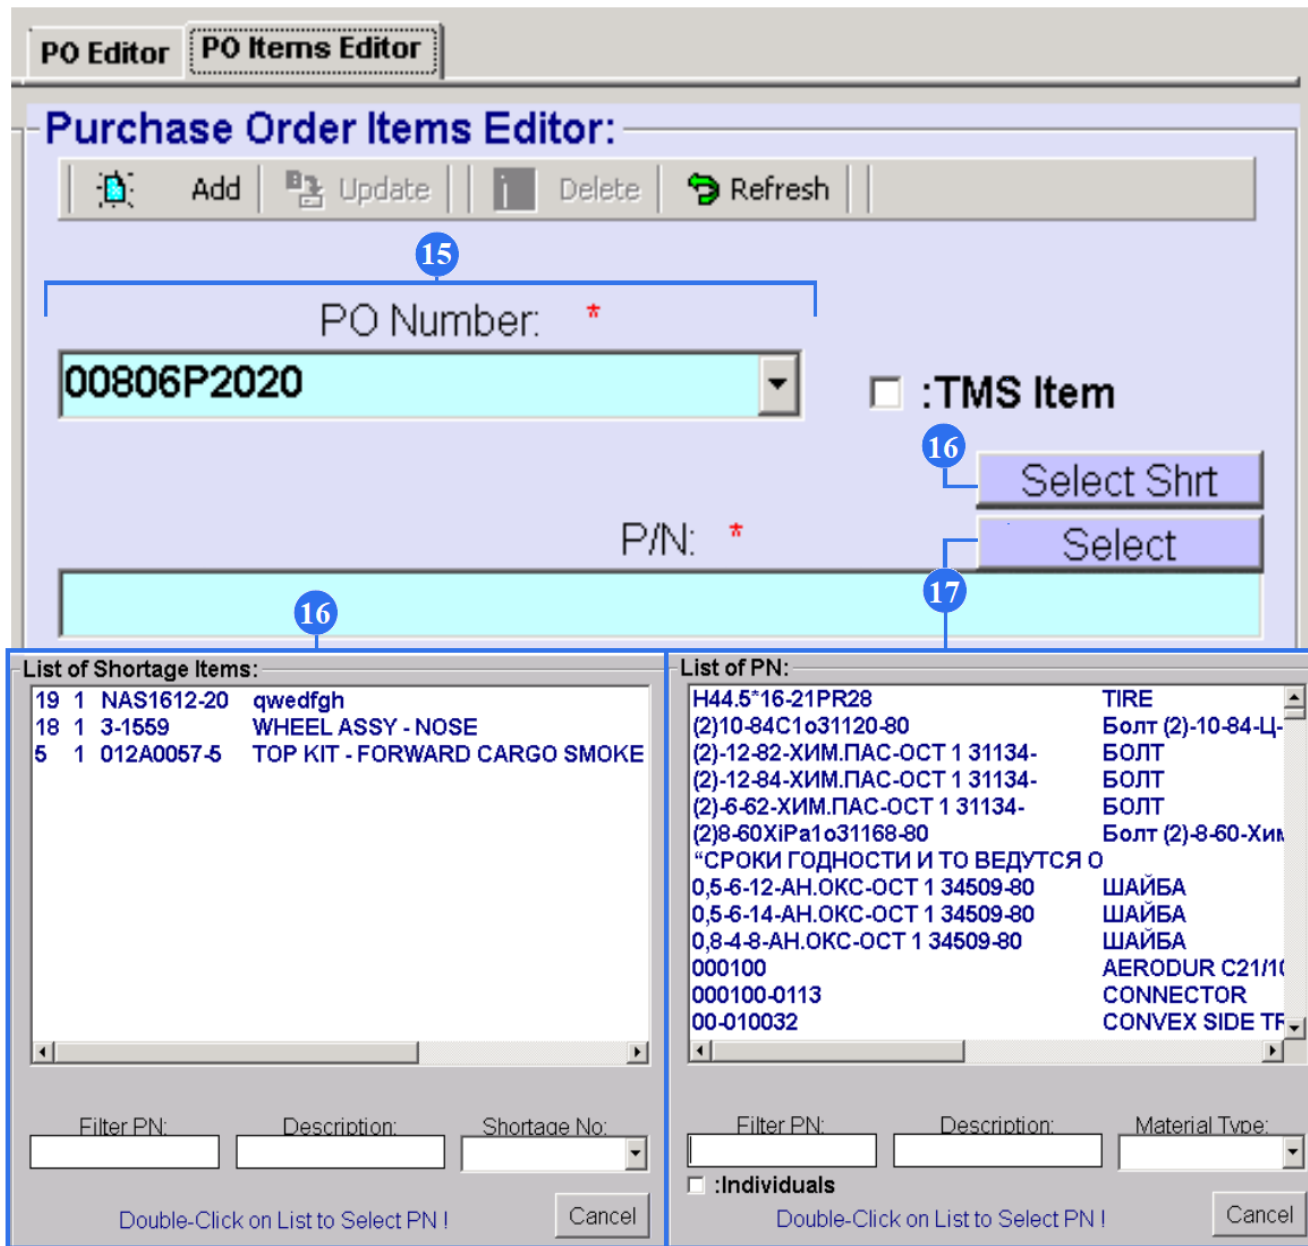 PO Editor PO Items Editor
Purchase Order Items Editor:
Add Update Delete Refresh
15
PO Number: *
00806P2020
:TMS Item
16
Select Shrt
P/N: *
Select
17
16
List of Shortage Items:
19 1 NAS1612-20 qwedfgh
18 1 3-1559 WHEEL ASSY - NOSE
5 1 012A0057-5 TOP KIT - FORWARD CARGO SMOKE
Filter PN: Description: Shortage No:
Double-Click on List to Select PN !
Cancel
List of PN:
H44.5*16-21PR28 TIRE
(2)10-84C1o31120-80 Болт (2)-10-84-Ц-
(2)-12-82-ХИМ.ПАС-ОСТ 1 31134- БОЛТ
(2)-12-84-ХИМ.ПАС-ОСТ 1 31134- БОЛТ
(2)-6-62-ХИМ.ПАС-ОСТ 1 31134- БОЛТ
(2)8-60XiPa1o31168-80 Болт (2)-8-60-Хим
“СРОКИ ГОДНОСТИ И ТО ВЕДУТСЯ О
0,5-6-12-АН.ОКС-ОСТ 1 34509-80 ШАЙБА
0,5-6-14-АН.ОКС-ОСТ 1 34509-80 ШАЙБА
0,8-4-8-АН.ОКС-ОСТ 1 34509-80 ШАЙБА
000100 AERODUR C21/10
000100-0113 CONNECTOR
00-010032 CONVEX SIDE TR
Filter PN: Description: Material Type:
:Individuals
Double-Click on List to Select PN !
Cancel